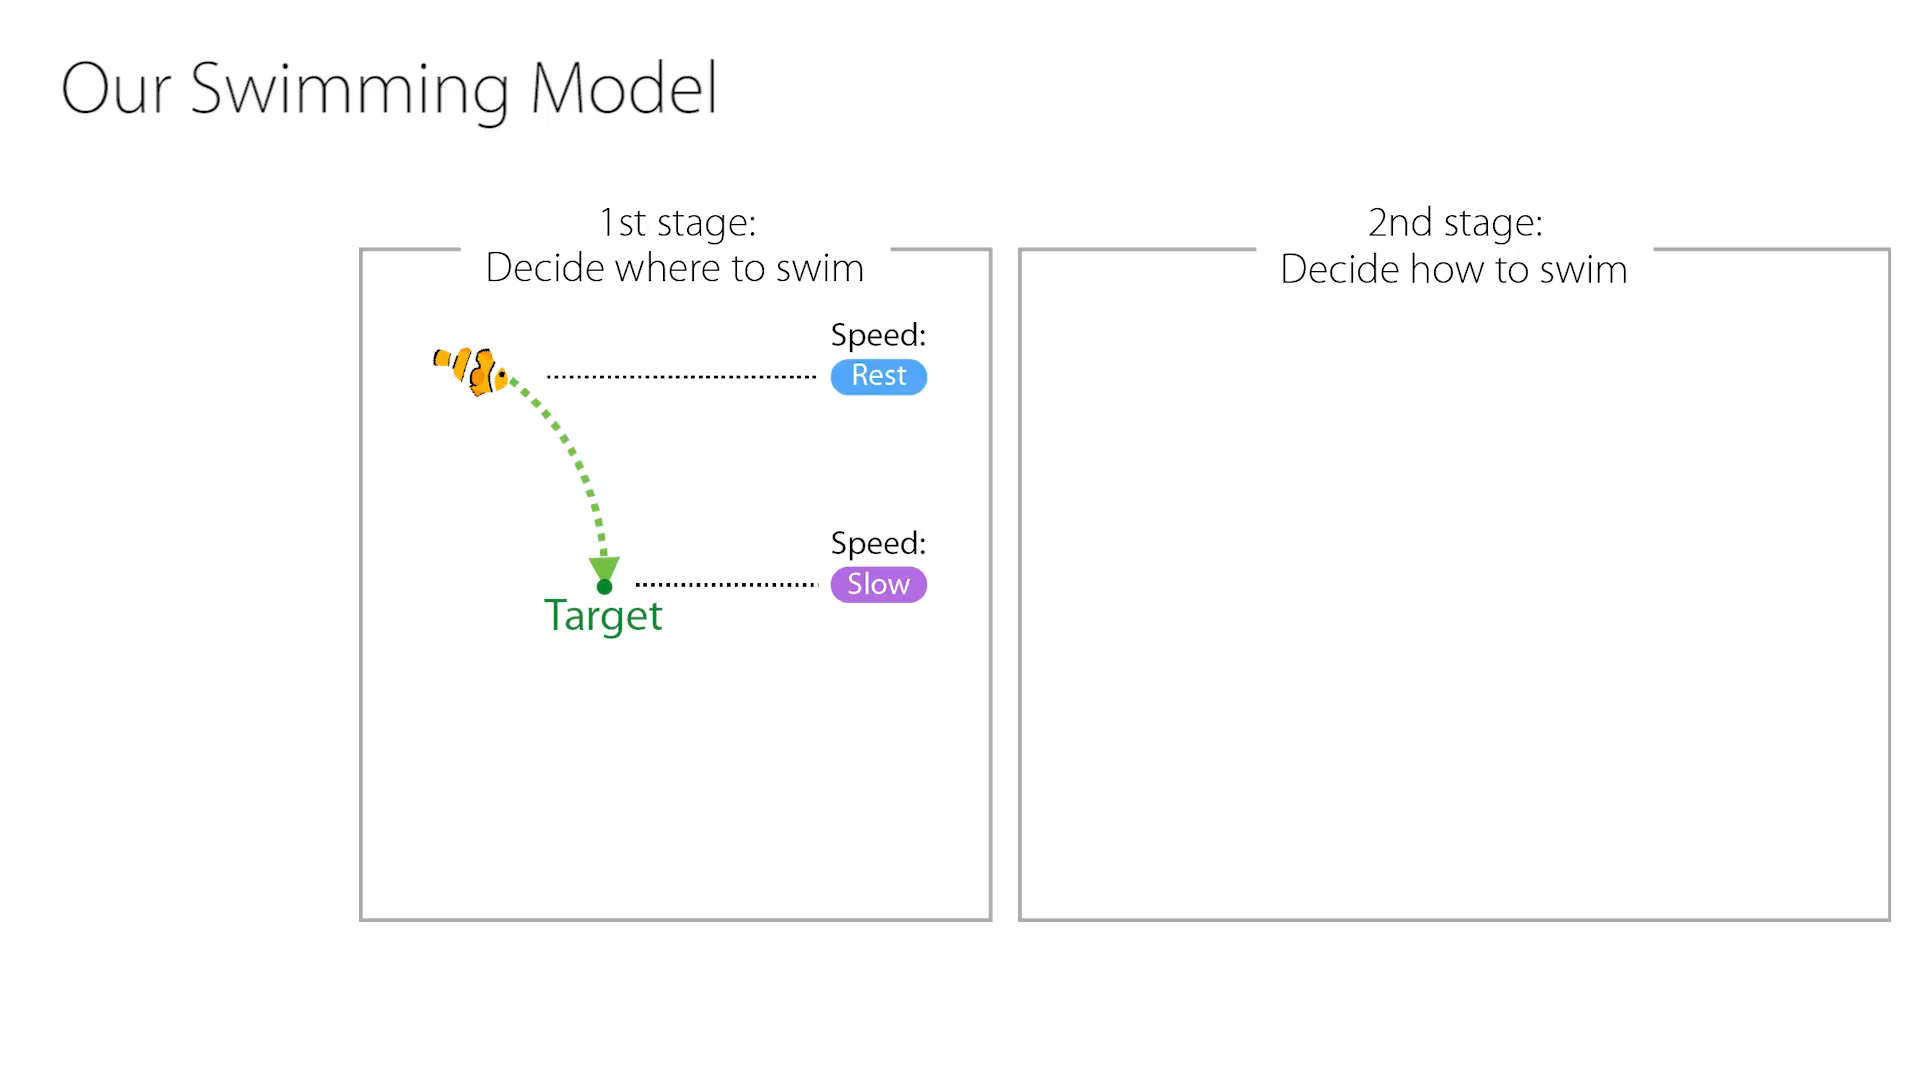 Our Swimming Model
1st stage:
Decide where to swim
Speed:
Rest
Speed:
Slow
Target
2nd stage:
Decide how to swim